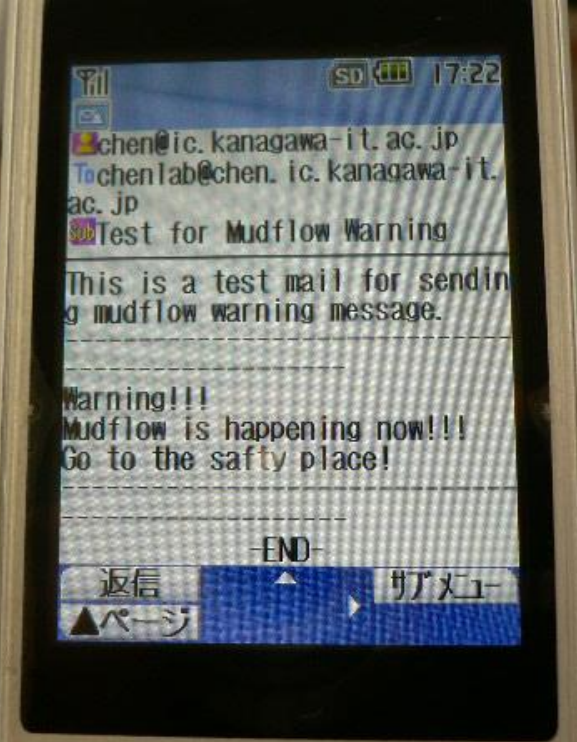 SD 17:22
chen@ic.kanagawa-it.ac.jp
To chenlab@chen.ic.kanagawa-it.
ac.jp
Sub Test for Mudflow Warning
This is a test mail for sendin
g mudflow warning message.
------------------------------
--------------------
Warning!!!
Mudflow is happening now!!!
Go to the safty place!
------------------------------
--------------------
-END-
返信 サブメニュー
▲ページ